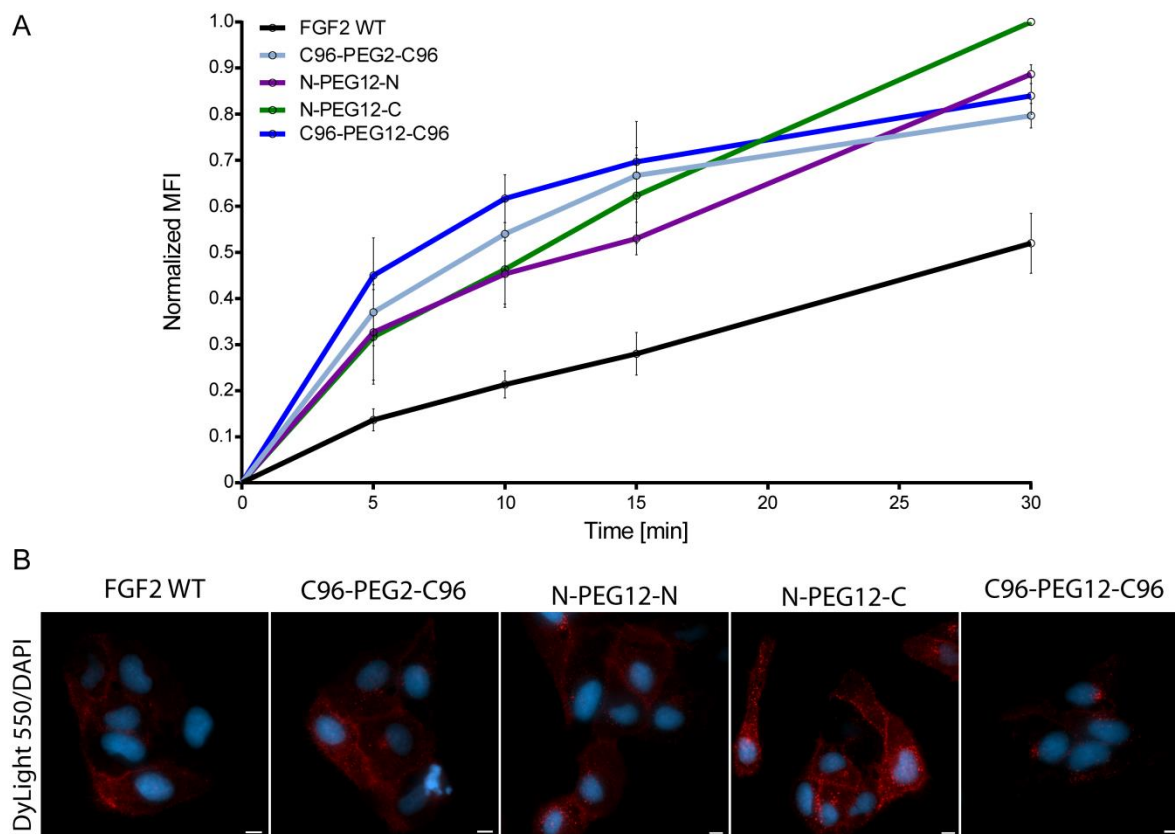 A
FGF2 WT
C96-PEG2-C96
N-PEG12-N
N-PEG12-C
C96-PEG12-C96
Normalized MFI
1.0
0.9
0.8
0.7
0.6
0.5
0.4
0.3
0.2
0.1
0
0 5 10 15 20 25 30
Time [min]
B
FGF2 WT C96-PEG2-C96 N-PEG12-N N-PEG12-C C96-PEG12-C96
DyLight 550/DAPI